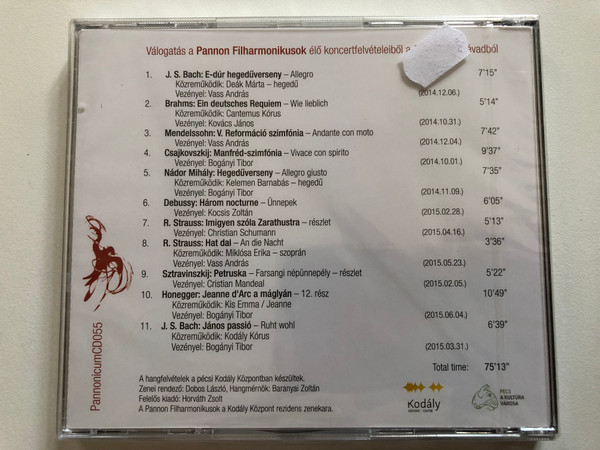 Válogatás a Pannon Filharmonikusok élő koncertfelvételeiből a
1. J. S. Bach: E-dúr hegedűverseny – Allegro 7'15"
Közreműködik: Deák Márta – hegedű
Vezényel: Vass András (2014.12.06.)
2. Brahms: Ein deutsches Requiem – Wie lieblich 5'14"
Közreműködik: Cantemus Kórus
Vezényel: Kovács János (2014.10.31.)
3. Mendelssohn: V. Reformáció szimfónia – Andante con moto 7'42"
Vezényel: Vass András (2014.12.04.)
4. Csajkovszkij: Manfréd-szimfónia – Vivace con spirito 9'37"
Vezényel: Bogányi Tibor (2014.10.01.)
5. Nádor Mihály: Hegedűverseny – Allegro giusto 7'35"
Közreműködik: Kelemen Barnabás – hegedű
Vezényel: Bogányi Tibor (2014.11.09.)
6. Debussy: Három nocturne – Ünnepek 6'05"
Vezényel: Kocsis Zoltán (2015.02.28.)
7. R. Strauss: Imigyen szóla Zarathustra – részlet 5'13"
Vezényel: Christian Schumann (2015.04.16.)
8. R. Strauss: Hat dal – An die Nacht 3'36"
Közreműködik: Miklósa Erika – szoprán
Vezényel: Vass András (2015.05.23.)
9. Sztravinszkij: Petruska – Farsangi népünnepély – részlet 5'22"
Vezényel: Cristian Mandeal (2015.02.05.)
10. Honegger: Jeanne d'Arc a máglyán – 12. rész 10'49"
Közreműködik: Kis Emma / Jeanne
Vezényel: Bogányi Tibor (2015.06.04.)
11. J. S. Bach: János passió – Ruht wohl 6'39"
Közreműködik: Kodály Kórus
Vezényel: Bogányi Tibor (2015.03.31.)
Total time: 75'13"
A hangfelvételek a pécsi Kodály Központban készültek.
Zenei rendező: Dobos László, Hangmérnök: Baranyai Zoltán
Felelős kiadó: Horváth Zsolt
A Pannon Filharmonikusok a Kodály Központ rezidens zenekara.
Kodály
PÉCS
A KULTÚRA
VÁROSA
PannonicumCD055